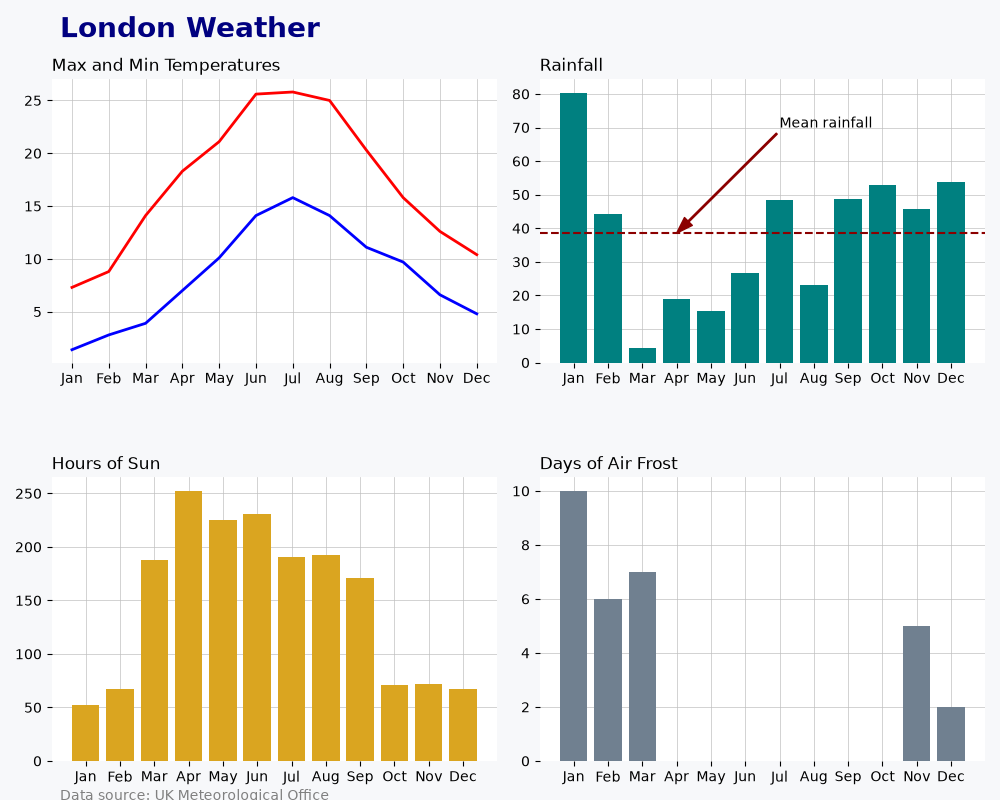 London Weather
Max and Min Temperatures
25
20
15
10
5
Jan Feb Mar Apr May Jun Jul Aug Sep Oct Nov Dec
Rainfall
Mean rainfall
80
70
60
50
40
30
20
10
0
Jan Feb Mar Apr May Jun Jul Aug Sep Oct Nov Dec
Hours of Sun
250
200
150
100
50
0
Jan Feb Mar Apr May Jun Jul Aug Sep Oct Nov Dec
Days of Air Frost
10
8
6
4
2
0
Jan Feb Mar Apr May Jun Jul Aug Sep Oct Nov Dec
Data source: UK Meteorological Office